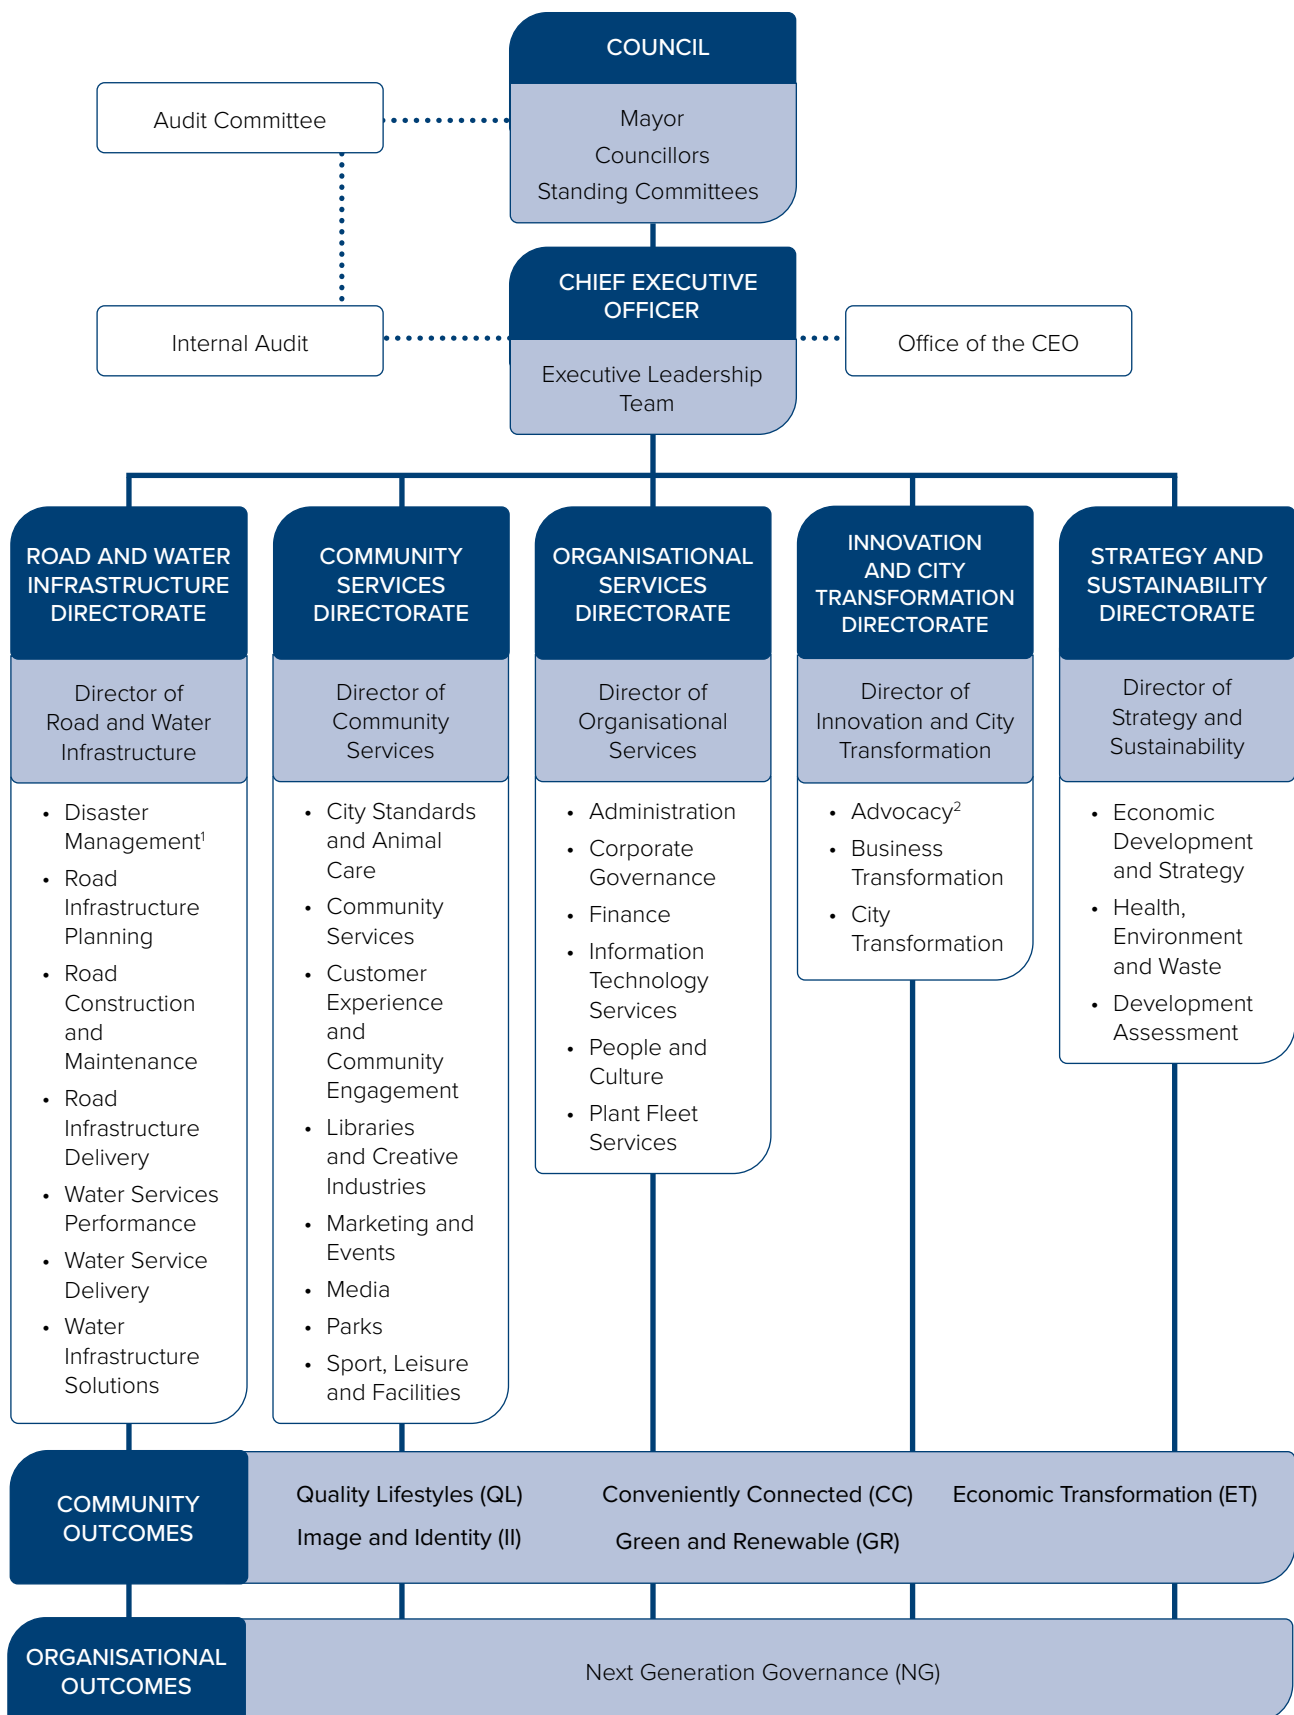 COUNCIL
Mayor
Councillors
Standing Committees
Audit Committee
CHIEF EXECUTIVE
OFFICER
Executive Leadership
Team
Internal Audit
Office of the CEO
ROAD AND WATER
INFRASTRUCTURE
DIRECTORATE
Director of
Road and Water
Infrastructure
• Disaster
Management¹
• Road
Infrastructure
Planning
• Road
Construction
and
Maintenance
• Road
Infrastructure
Delivery
• Water Services
Performance
• Water Service
Delivery
• Water
Infrastructure
Solutions
COMMUNITY
SERVICES
DIRECTORATE
Director of
Community
Services
• City Standards
and Animal
Care
• Community
Services
• Customer
Experience
and
Community
Engagement
• Libraries
and Creative
Industries
• Marketing and
Events
• Media
• Parks
• Sport, Leisure
and Facilities
ORGANISATIONAL
SERVICES
DIRECTORATE
Director of
Organisational
Services
• Administration
• Corporate
Governance
• Finance
• Information
Technology
Services
• People and
Culture
• Plant Fleet
Services
INNOVATION
AND CITY
TRANSFORMATION
DIRECTORATE
Director of
Innovation and City
Transformation
• Advocacy²
• Business
Transformation
• City
Transformation
STRATEGY AND
SUSTAINABILITY
DIRECTORATE
Director of
Strategy and
Sustainability
• Economic
Development
and Strategy
• Health,
Environment
and Waste
• Development
Assessment
COMMUNITY
OUTCOMES
Quality Lifestyles (QL)
Conveniently Connected (CC)
Economic Transformation (ET)
Image and Identity (II)
Green and Renewable (GR)
ORGANISATIONAL
OUTCOMES
Next Generation Governance (NG)